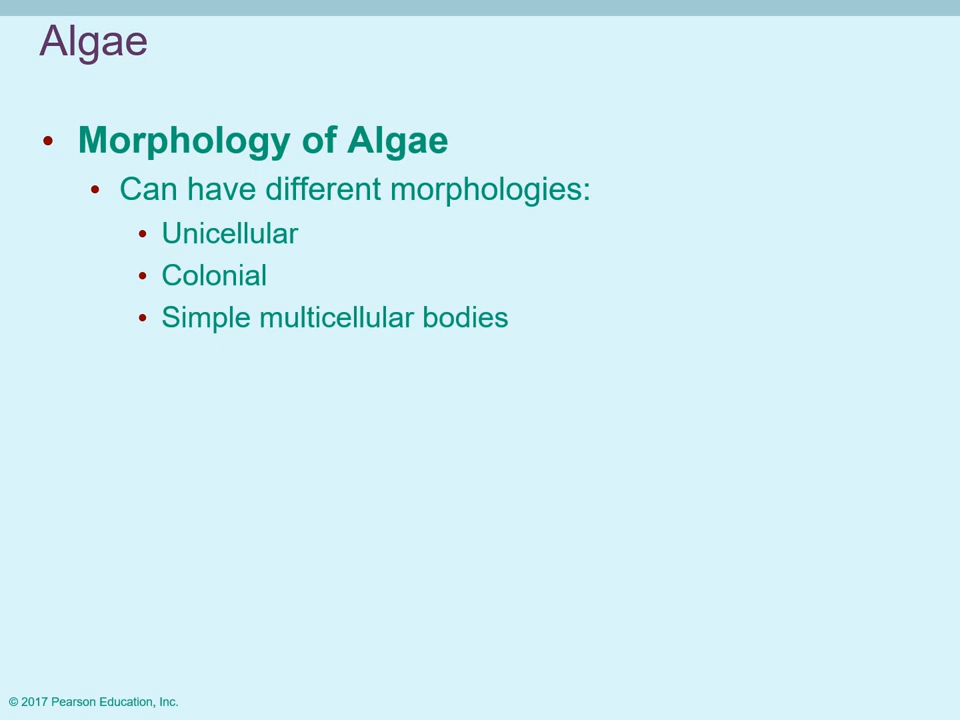 Algae
• Morphology of Algae
• Can have different morphologies:
• Unicellular
• Colonial
• Simple multicellular bodies
© 2017 Pearson Education, Inc.